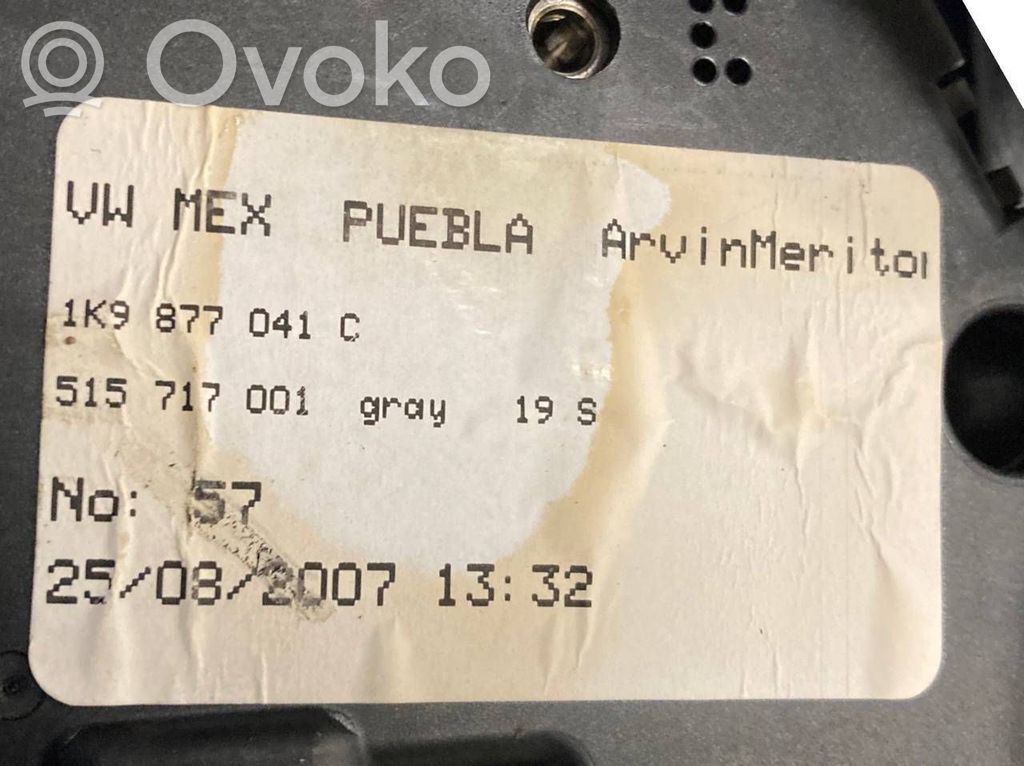 Ovoko
VW MEX PUEBLA ArvinMeritor
1K9 877 041 C
515 717 001 gray 19 S
No: 57
25/08/2007 13:32